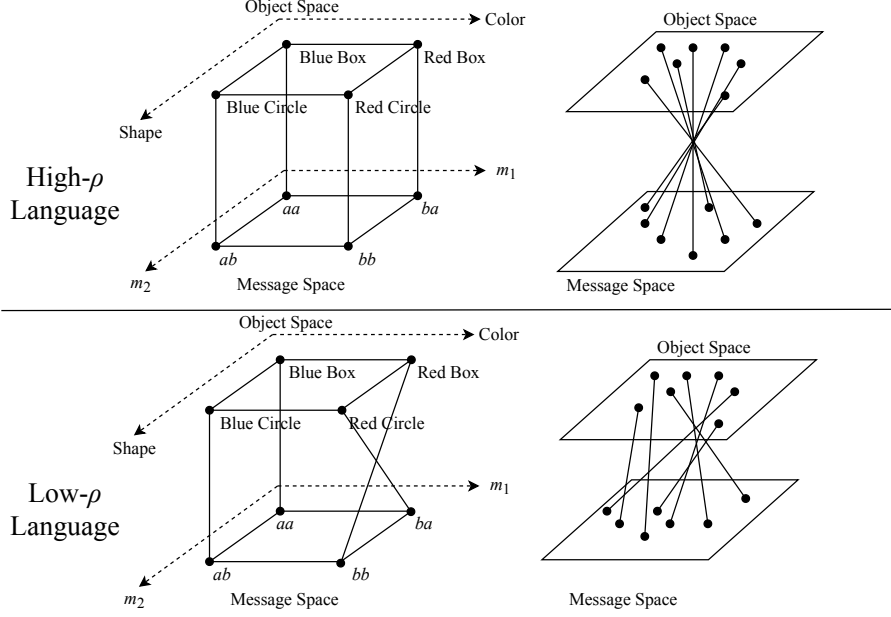 Object Space
Color
Object Space
Blue Box
Red Box
Blue Circle
Red Circle
Shape
High-ρ
Language
m1
aa
ba
ab
bb
m2
Message Space
Message Space
Object Space
Color
Object Space
Blue Box
Red Box
Blue Circle
Red Circle
Shape
Low-ρ
Language
m1
aa
ba
ab
bb
m2
Message Space
Message Space